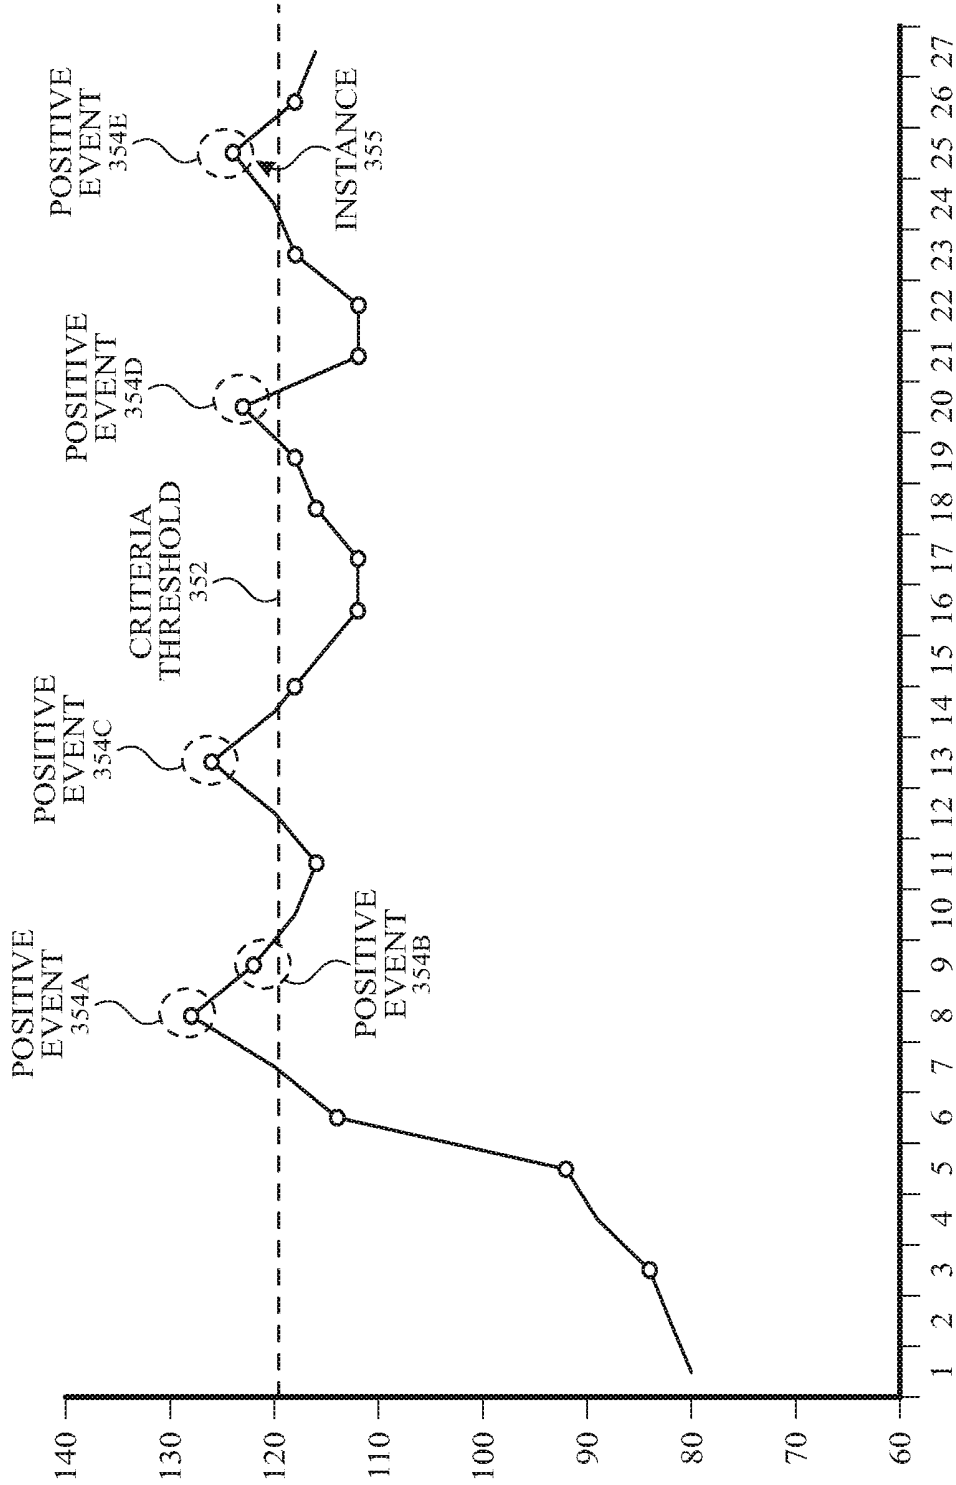 POSITIVE
EVENT
354A
POSITIVE
EVENT
354B
POSITIVE
EVENT
354C
CRITERIA
THRESHOLD
352
POSITIVE
EVENT
354D
POSITIVE
EVENT
354E
INSTANCE
355
140
130
120
110
100
90
80
70
60
1 2 3 4 5 6 7 8 9 10 11 12 13 14 15 16 17 18 19 20 21 22 23 24 25 26 27